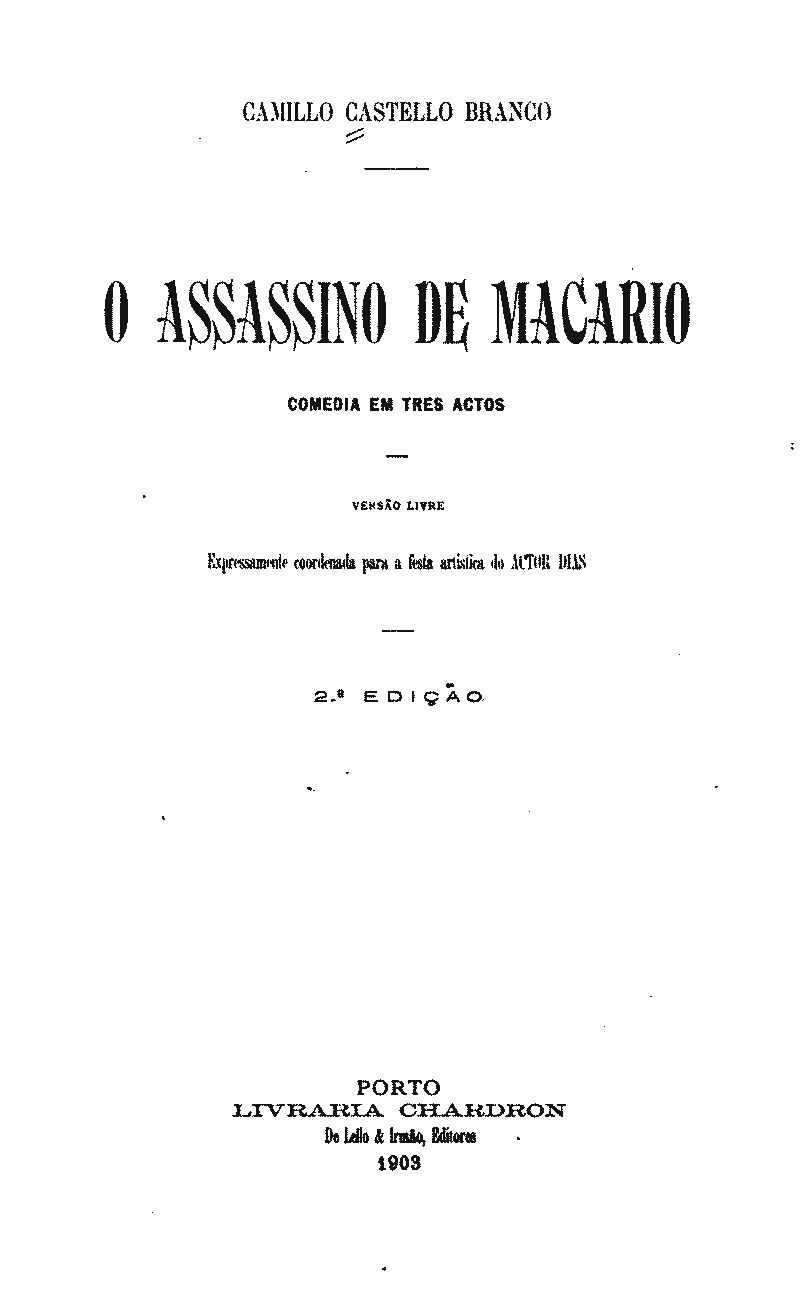 CAMILLO CASTELLO BRANCO
O ASSASSINO DE MACARIO
COMEDIA EM TRES ACTOS
VERSÃO LIVRE
Expressamente coordenada para a festa artistica do ACTOR DIAS
2.ª EDIÇÃO
PORTO
LIVRARIA CHARDRON
De Lello & Irmão, Editores
1903